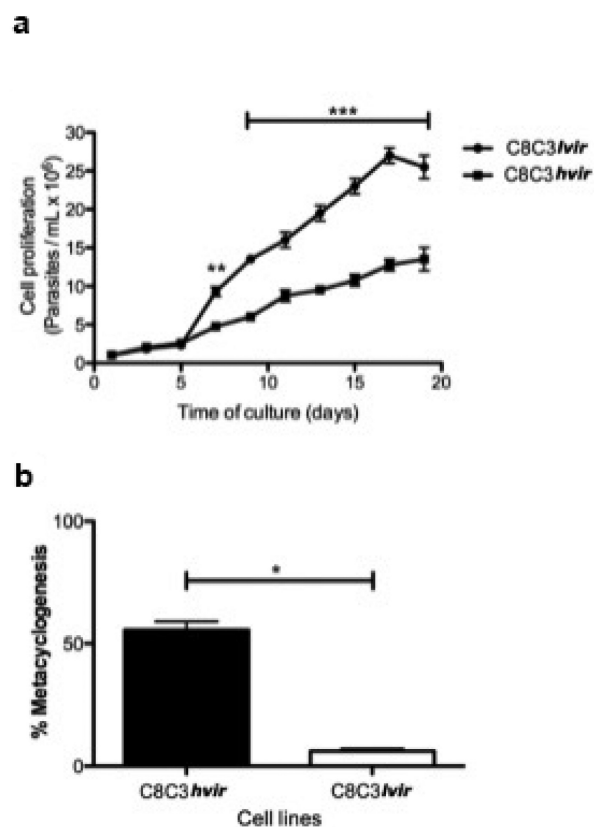 a
***
30
25
20
15
10
5
0
**
Cell proliferation
(Parasites / mL x 10⁶)
0 5 10 15 20
Time of culture (days)
C8C3lvir
C8C3hvir
b
100
50
0
*
% Metacyclogenesis
C8C3hvir C8C3lvir
Cell lines